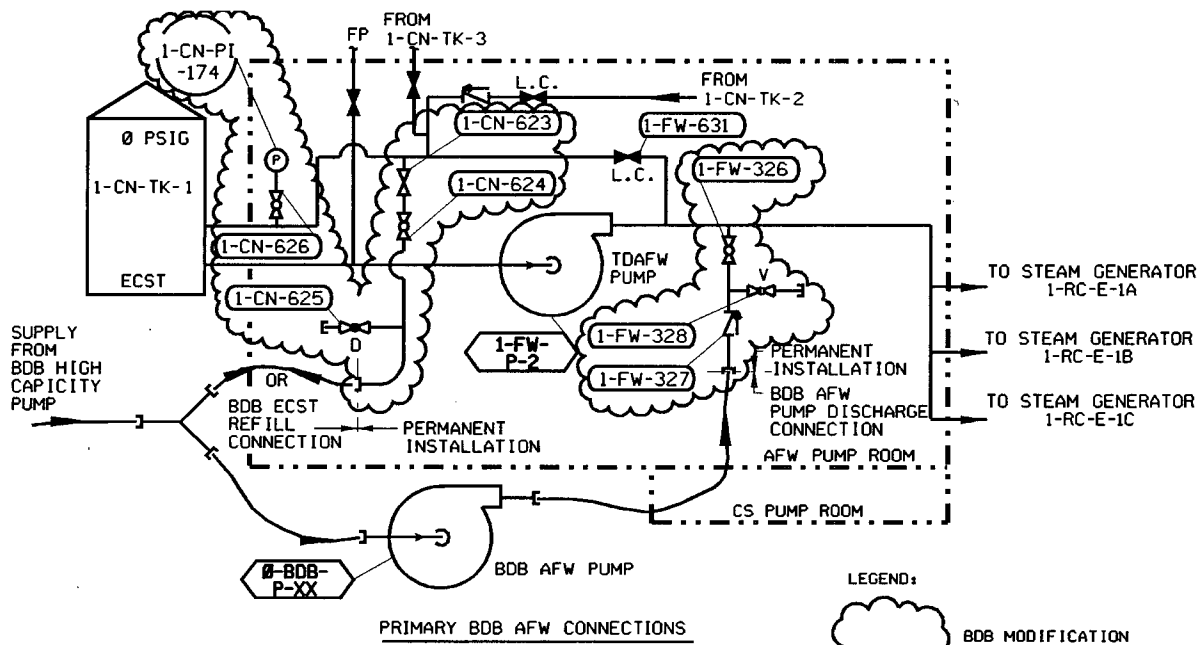 1-CN-PI
-174
FP
FROM
1-CN-TK-3
L.C.
FROM
1-CN-TK-2
1-CN-623
1-FW-631
Ø PSIG
P
1-CN-TK-1
1-CN-624
L.C.
1-FW-326
1-CN-626
ECST
TDAFW
PUMP
1-CN-625
D
V
1-FW-328
1-FW-
P-2
1-FW-327
TO STEAM GENERATOR
1-RC-E-1A
TO STEAM GENERATOR
1-RC-E-1B
TO STEAM GENERATOR
1-RC-E-1C
SUPPLY
FROM
BDB HIGH
CAPICITY
PUMP
OR
BDB ECST
REFILL
CONNECTION
PERMANENT
INSTALLATION
PERMANENT
INSTALLATION
BDB AFW
PUMP DISCHARGE
CONNECTION
AFW PUMP ROOM
CS PUMP ROOM
Ø-BDB-
P-XX
BDB AFW PUMP
PRIMARY BDB AFW CONNECTIONS
LEGEND:
BDB MODIFICATION